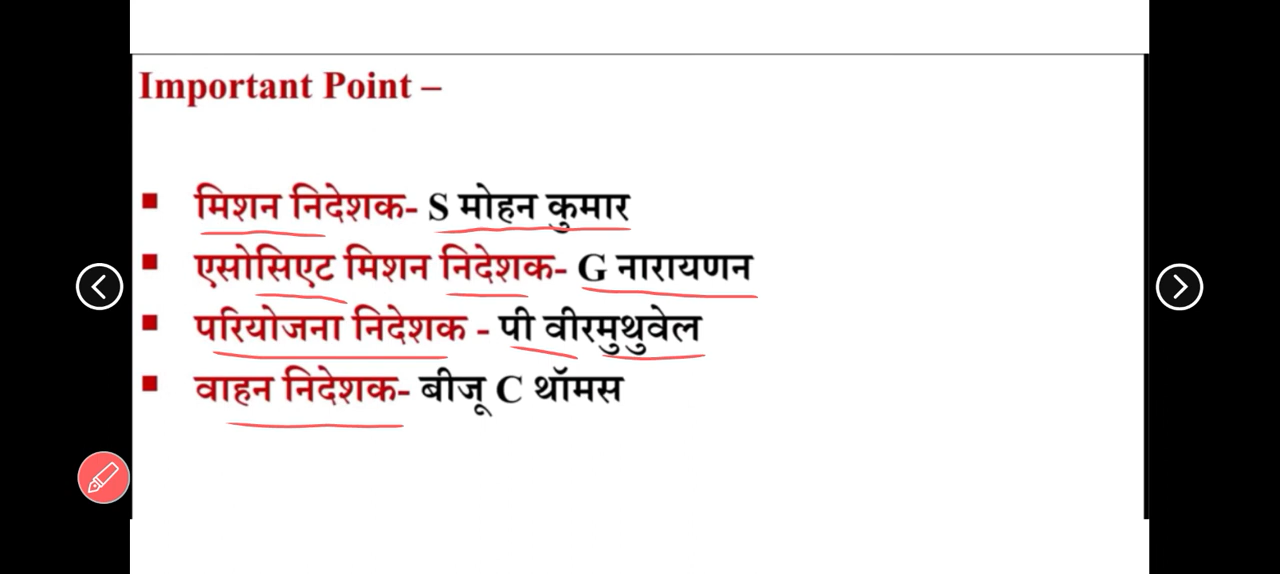 Important Point –
▪ मिशन निदेशक- S मोहन कुमार
▪ एसोसिएट मिशन निदेशक- G नारायणन
▪ परियोजना निदेशक - पी वीरमुथुवेल
▪ वाहन निदेशक- बीजू C थॉमस